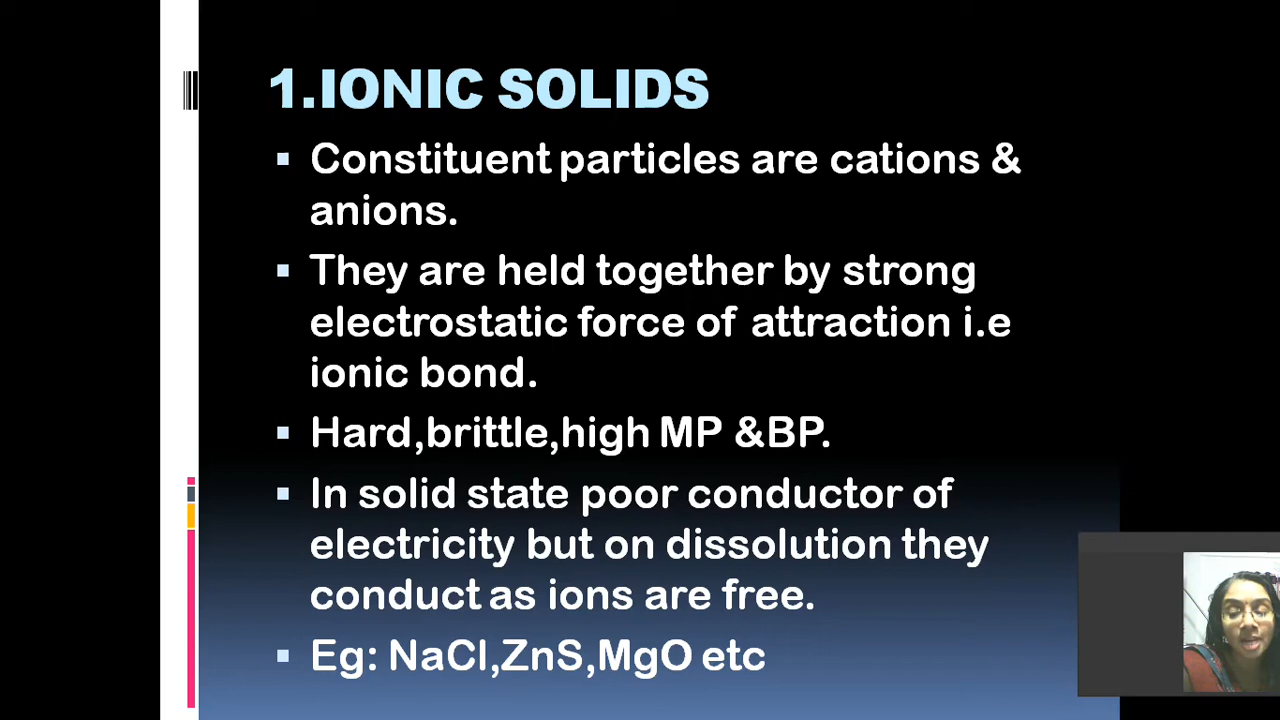 1.IONIC SOLIDS
Constituent particles are cations &
anions.
They are held together by strong
electrostatic force of attraction i.e
ionic bond.
Hard,brittle,high MP &BP.
In solid state poor conductor of
electricity but on dissolution they
conduct as ions are free.
Eg: NaCl,ZnS,MgO etc